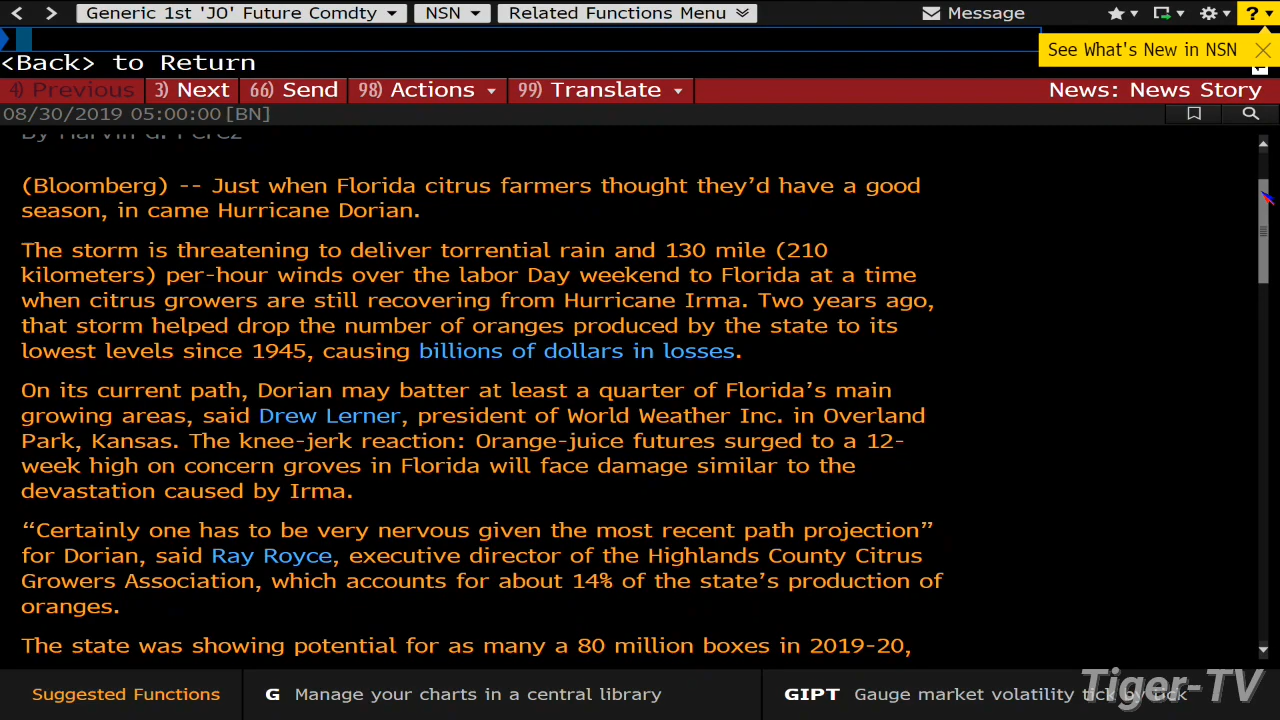 Generic 1st 'JO' Future Comdty NSN Related Functions Menu Message ?
See What's New in NSN
<Back> to Return
4) Previous 3) Next 66) Send 98) Actions 99) Translate News: News Story
08/30/2019 05:00:00 [BN]
By Marvin G. Perez
(Bloomberg) -- Just when Florida citrus farmers thought they’d have a good
season, in came Hurricane Dorian.
The storm is threatening to deliver torrential rain and 130 mile (210
kilometers) per-hour winds over the labor Day weekend to Florida at a time
when citrus growers are still recovering from Hurricane Irma. Two years ago,
that storm helped drop the number of oranges produced by the state to its
lowest levels since 1945, causing billions of dollars in losses.
On its current path, Dorian may batter at least a quarter of Florida’s main
growing areas, said Drew Lerner, president of World Weather Inc. in Overland
Park, Kansas. The knee-jerk reaction: Orange-juice futures surged to a 12-
week high on concern groves in Florida will face damage similar to the
devastation caused by Irma.
“Certainly one has to be very nervous given the most recent path projection”
for Dorian, said Ray Royce, executive director of the Highlands County Citrus
Growers Association, which accounts for about 14% of the state’s production of
oranges.
The state was showing potential for as many a 80 million boxes in 2019-20,
Suggested Functions G Manage your charts in a central library GIPT Gauge market volatility tick by tick
Tiger-TV